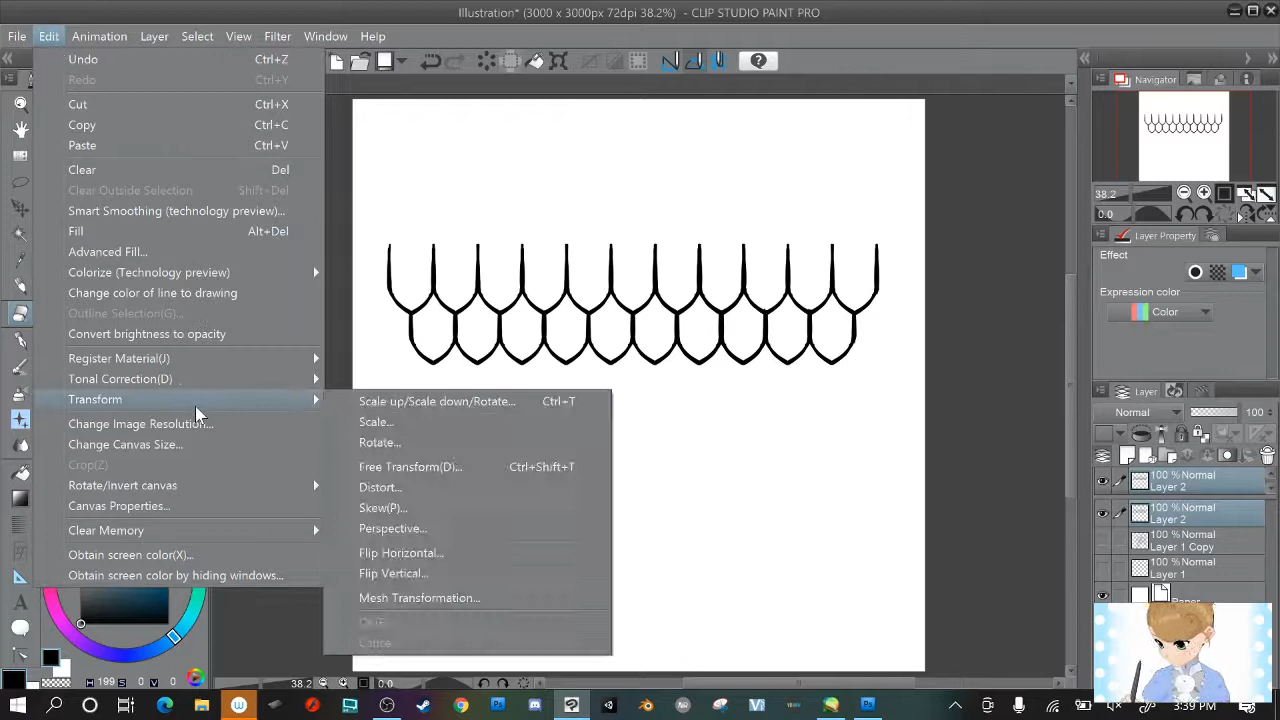 Illustration* (3000 x 3000px 72dpi 38.2%) - CLIP STUDIO PAINT PRO
File Edit Animation Layer Select View Filter Window Help
Undo Ctrl+Z
Redo Ctrl+Y
Cut Ctrl+X
Copy Ctrl+C
Paste Ctrl+V
Clear Del
Clear Outside Selection Shift+Del
Smart Smoothing (technology preview)...
Fill Alt+Del
Advanced Fill...
Colorize (Technology preview)
Change color of line to drawing
Outline Selection(G)...
Convert brightness to opacity
Register Material(J)
Tonal Correction(D)
Transform
Change Image Resolution...
Change Canvas Size...
Crop(Z)
Rotate/Invert canvas
Canvas Properties...
Clear Memory
Obtain screen color(X)...
Obtain screen color by hiding windows...
Scale up/Scale down/Rotate... Ctrl+T
Scale...
Rotate...
Free Transform(D)... Ctrl+Shift+T
Distort...
Skew(P)...
Perspective...
Flip Horizontal...
Flip Vertical...
Mesh Transformation...
Navigator
38.2
0.0
Layer Property
Effect
Expression color
Color
Layer
Normal 100
100 % Normal
Layer 2
100 % Normal
Layer 2
100 % Normal
Layer 1 Copy
100 % Normal
Layer 1
H 199 S 0 V 0
38.2 0.0
3:39 PM